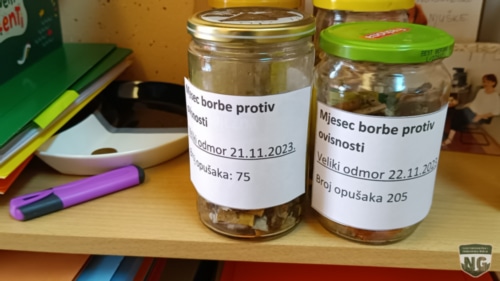 Mjesec borbe protiv
ovisnosti
Veliki odmor 21.11.2023.
opušaka: 75
Mjesec borbe protiv
ovisnosti
Veliki odmor 22.11.2023.
Broj opušaka 205
NG